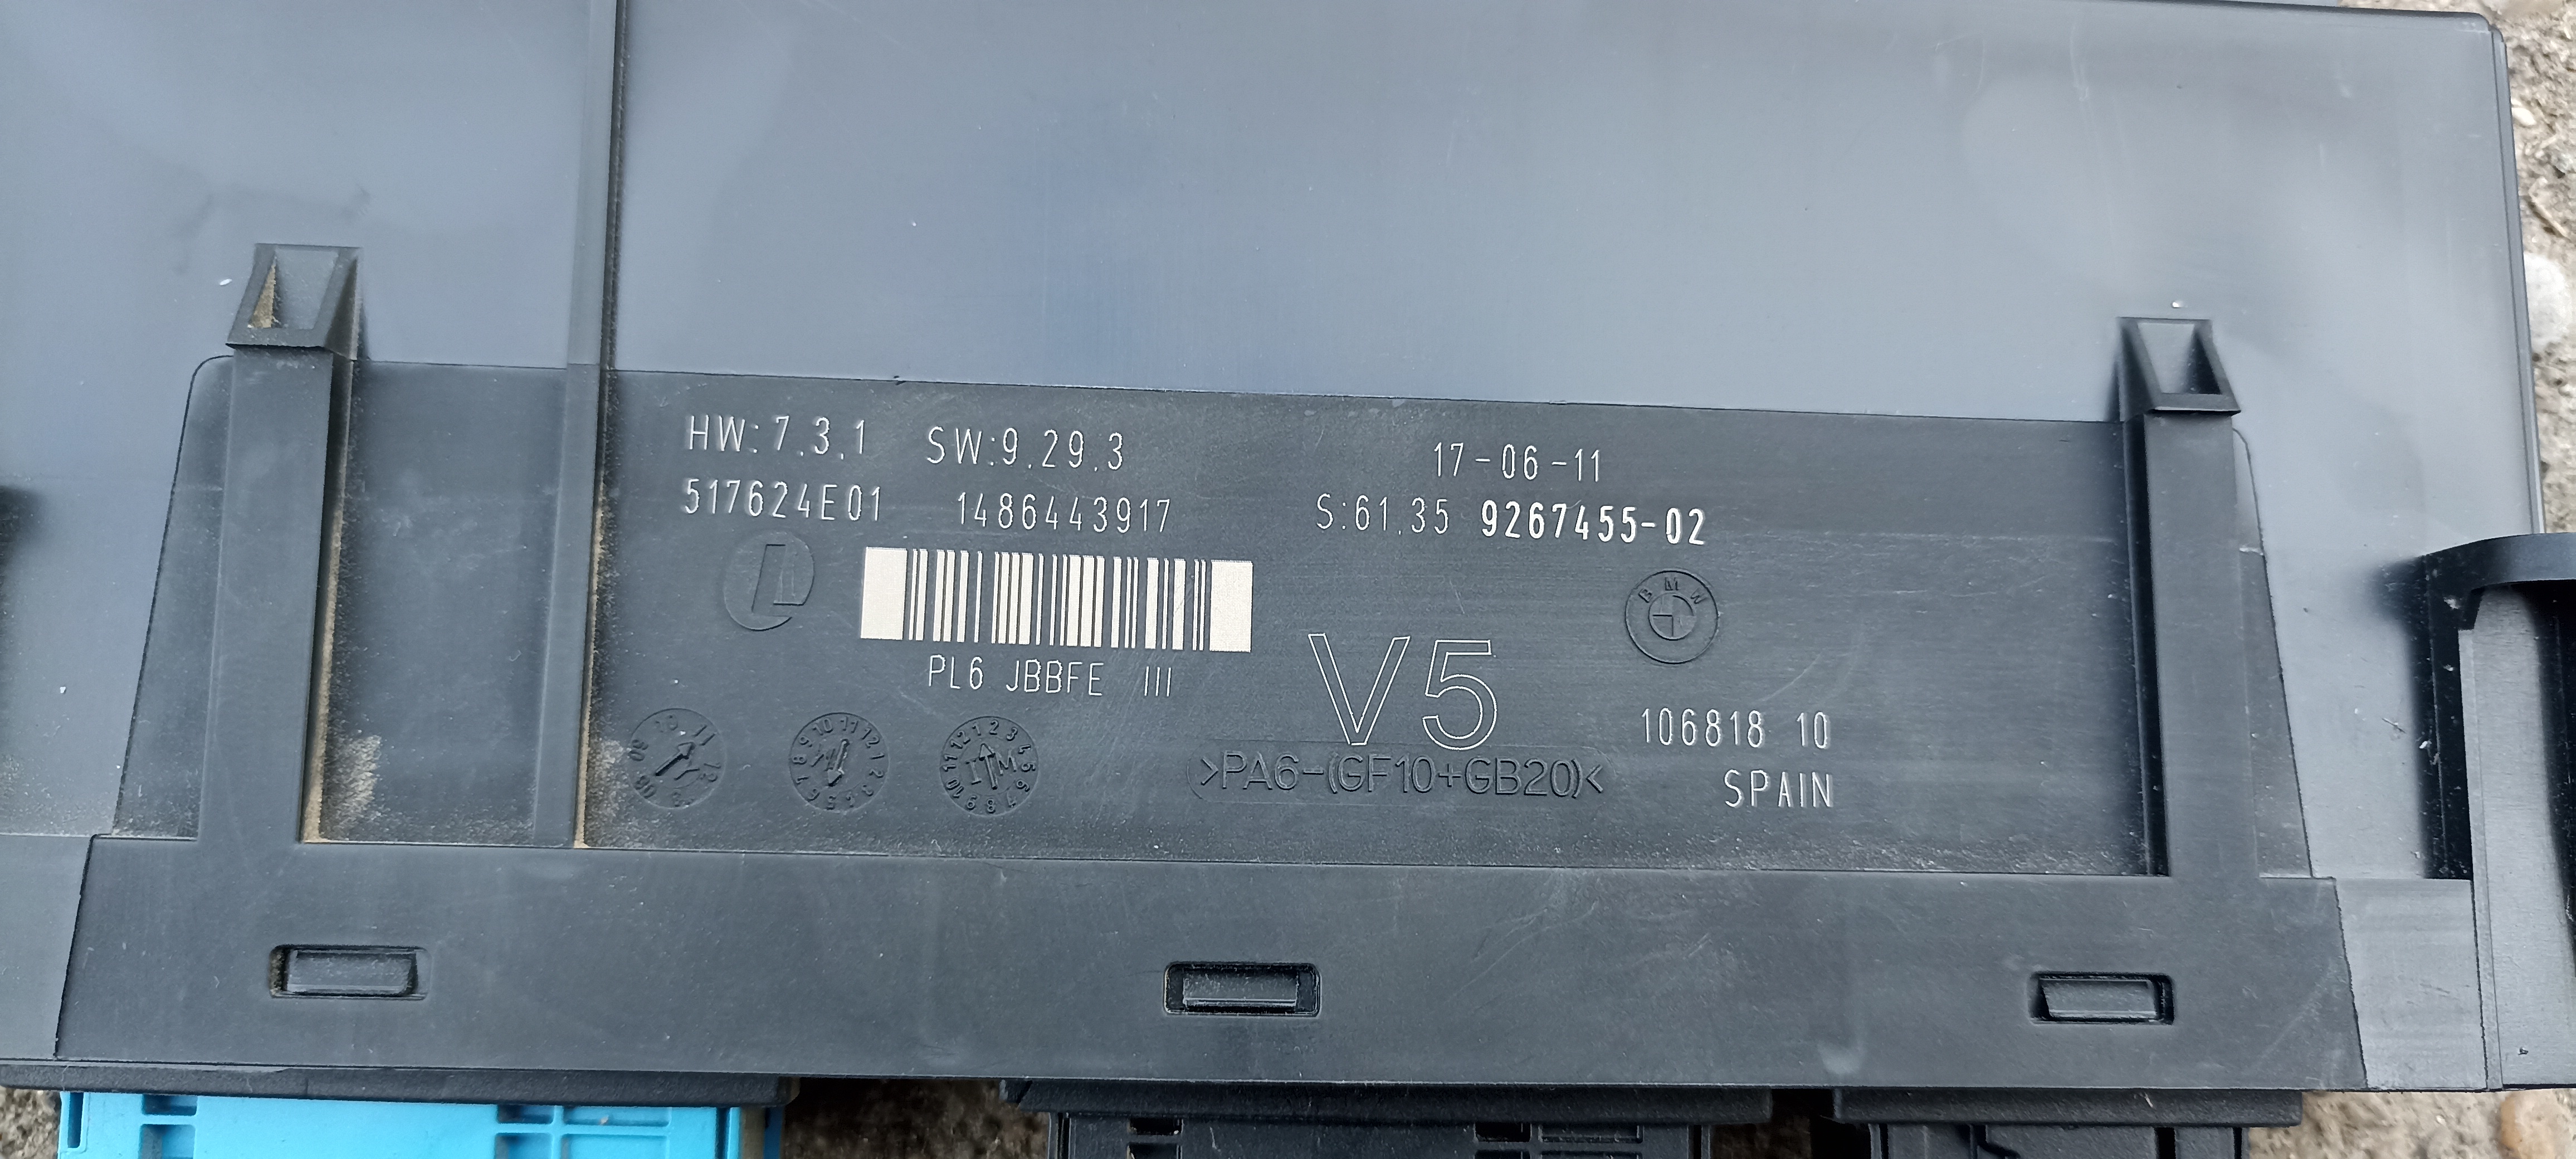 HW:7.3.1 SW:9.29.3
17-06-11
517624E01 1486443917
S:61.35 9267455-02
BMW
PL6 JBBFE III
V5
106818 10
>PA6-(GF10+GB20)<
SPAIN